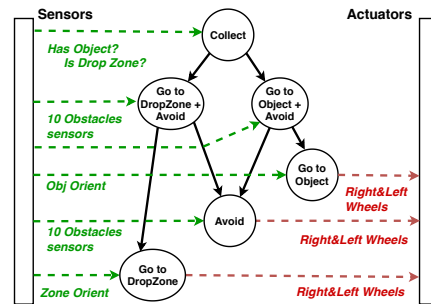 Sensors
Actuators
Collect
Has Object?
Is Drop Zone?
Go to
DropZone +
Avoid
Go to
Object +
Avoid
10 Obstacles
sensors
Go to
Object
Obj Orient
Right&Left
Wheels
Avoid
10 Obstacles
sensors
Right&Left Wheels
Go to
DropZone
Zone Orient
Right&Left Wheels